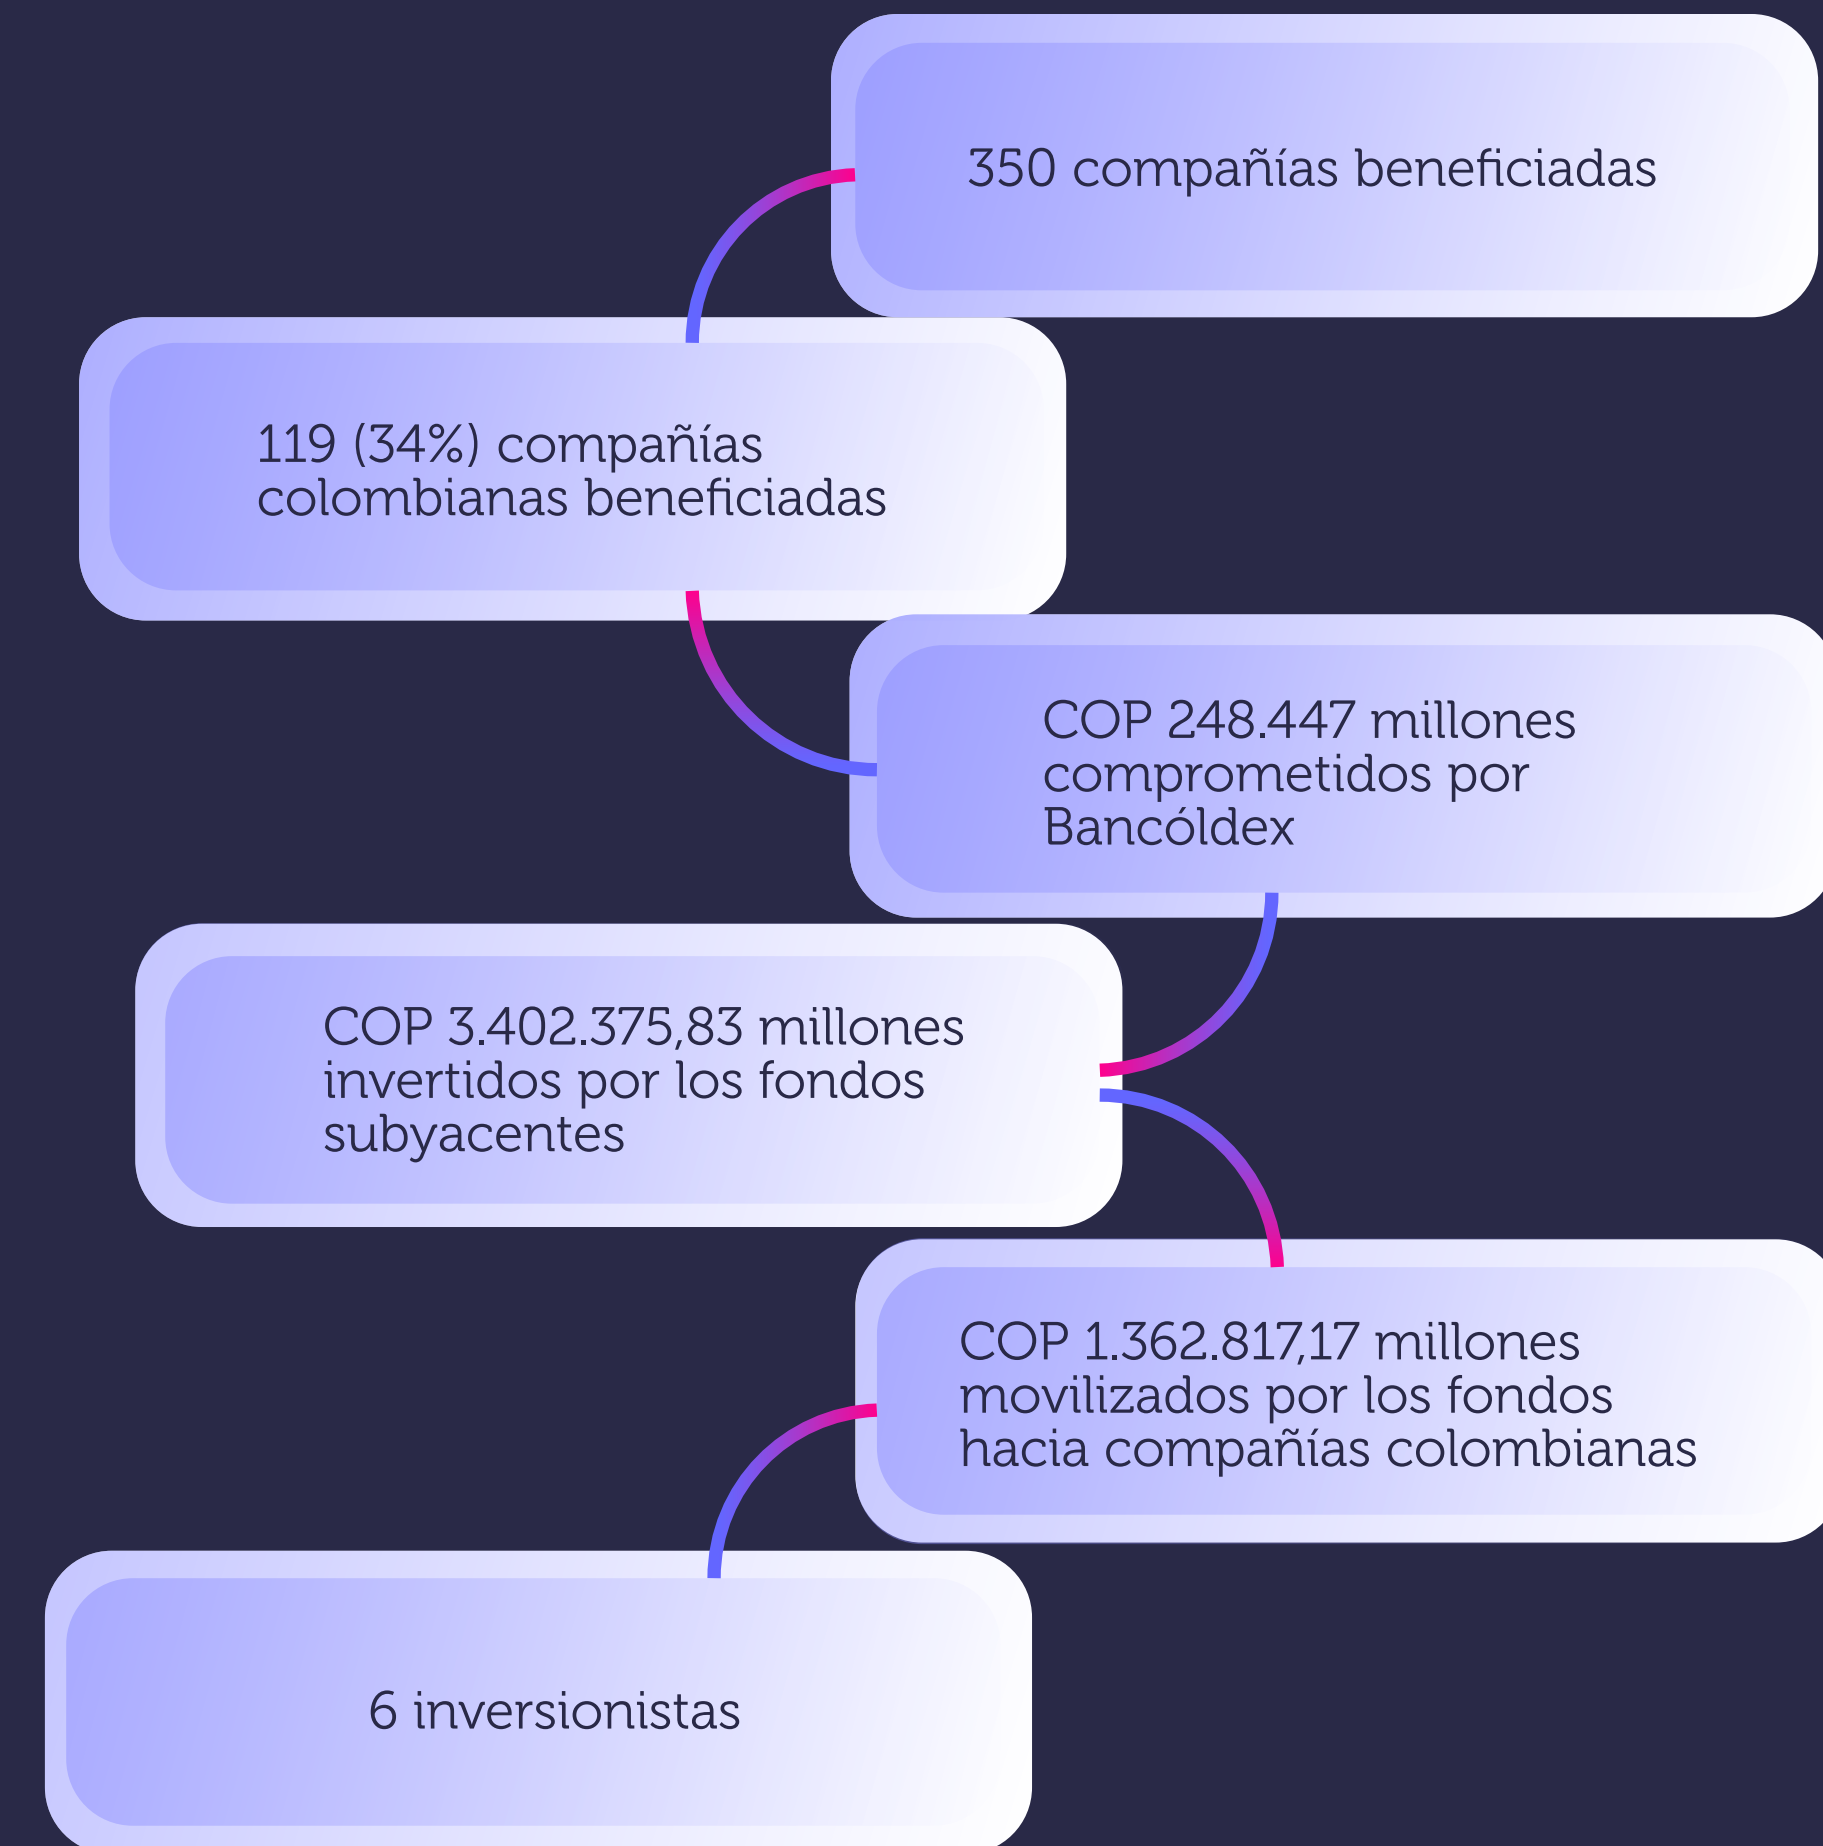 350 compañías beneficiadas
119 (34%) compañías
colombianas beneficiadas
COP 248.447 millones
comprometidos por
Bancóldex
COP 3.402.375,83 millones
invertidos por los fondos
subyacentes
COP 1.362.817,17 millones
movilizados por los fondos
hacia compañías colombianas
6 inversionistas